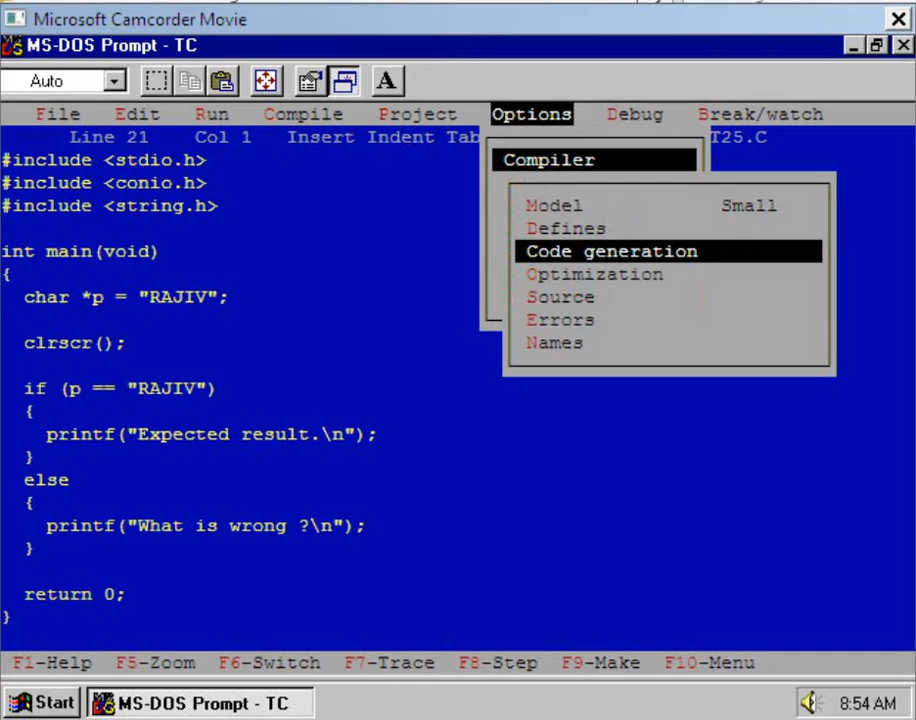 Microsoft Camcorder Movie
MS-DOS Prompt - TC
Auto
A
File Edit Run Compile Project Options Debug Break/watch
Line 21 Col 1 Insert Indent Tab T25.C
Compiler
#include <stdio.h>
#include <conio.h>
#include <string.h>
Model Small
Defines
Code generation
Optimization
Source
Errors
Names
int main(void)
{
char *p = "RAJIV";
clrscr();
if (p == "RAJIV")
{
printf("Expected result.\n");
}
else
{
printf("What is wrong ?\n");
}
return 0;
}
F1-Help F5-Zoom F6-Switch F7-Trace F8-Step F9-Make F10-Menu
Start MS-DOS Prompt - TC 8:54 AM